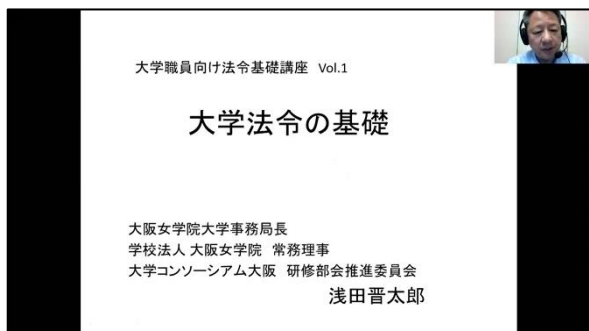 大学職員向け法令基礎講座 Vol.1
大学法令の基礎
大阪女学院大学事務局長
学校法人 大阪女学院 常務理事
大学コンソーシアム大阪 研修部会推進委員会
浅田晋太郎